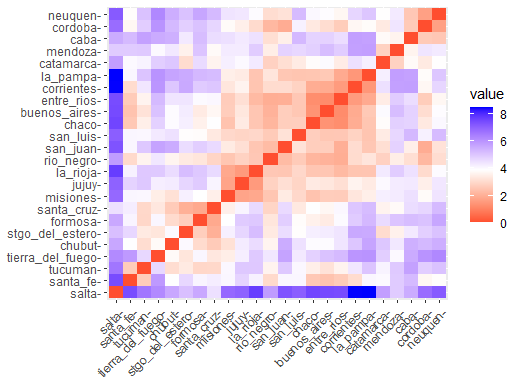 neuquen
cordoba
caba
mendoza
catamarca
la_pampa
corrientes
entre_rios
buenos_aires
chaco
san_luis
san_juan
rio_negro
la_rioja
jujuy
misiones
santa_cruz
formosa
stgo_del_estero
chubut
tierra_del_fuego
tucuman
santa_fe
salta
salta
santa_fe
tucuman
tierra_del_fuego
chubut
stgo_del_estero
formosa
santa_cruz
misiones
jujuy
la_rioja
rio_negro
san_juan
san_luis
chaco
buenos_aires
entre_rios
corrientes
la_pampa
catamarca
mendoza
caba
cordoba
neuquen
value
8
6
4
2
0